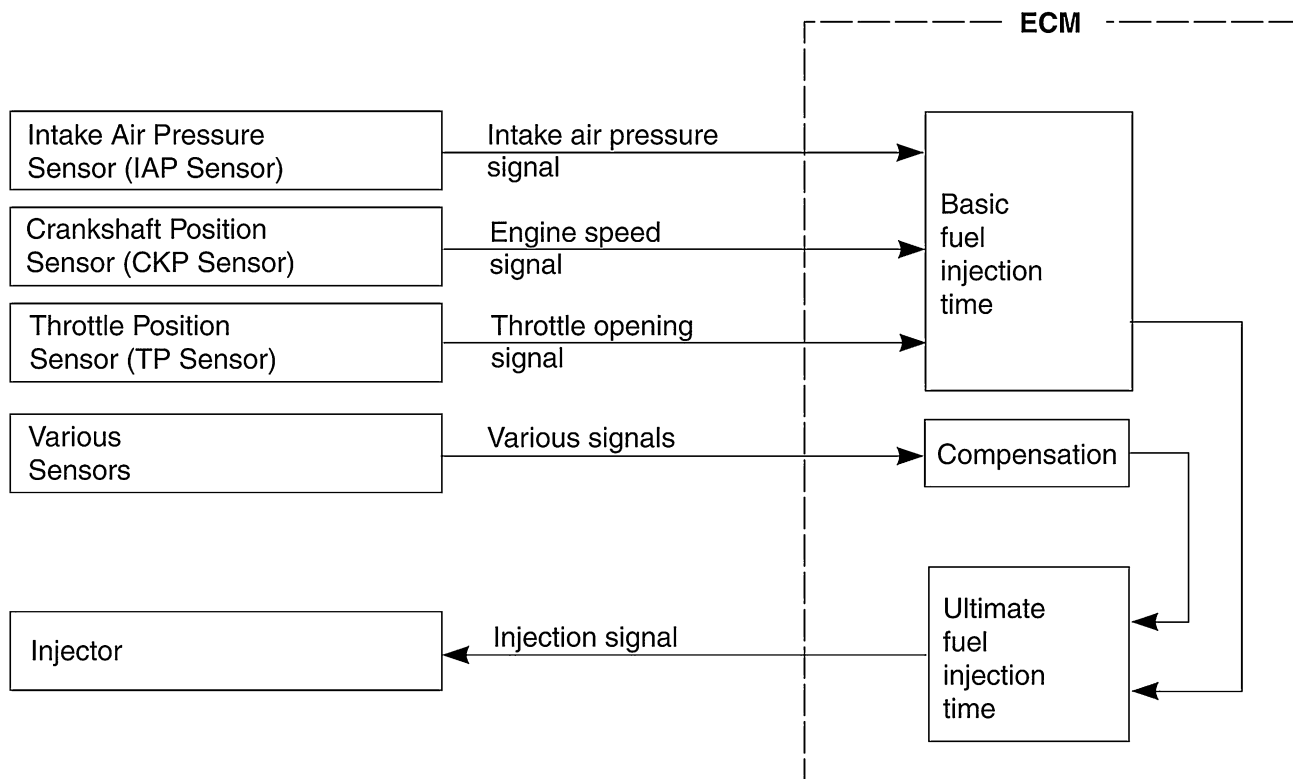 ECM
Intake Air Pressure
Sensor (IAP Sensor)
Intake air pressure
signal
Crankshaft Position
Sensor (CKP Sensor)
Engine speed
signal
Throttle Position
Sensor (TP Sensor)
Throttle opening
signal
Basic
fuel
injection
time
Various
Sensors
Various signals
Compensation
Injector
Injection signal
Ultimate
fuel
injection
time